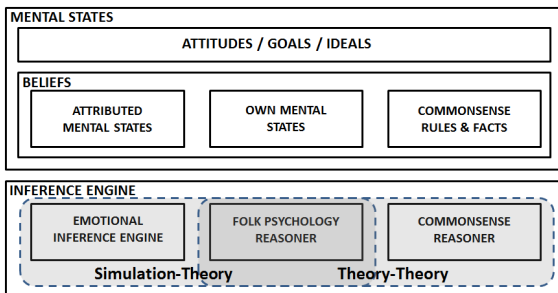 MENTAL STATES
ATTITUDES / GOALS / IDEALS
BELIEFS
ATTRIBUTED
MENTAL STATES
OWN MENTAL
STATES
COMMONSENSE
RULES & FACTS
INFERENCE ENGINE
EMOTIONAL
INFERENCE ENGINE
FOLK PSYCHOLOGY
REASONER
COMMONSENSE
REASONER
Simulation-Theory
Theory-Theory